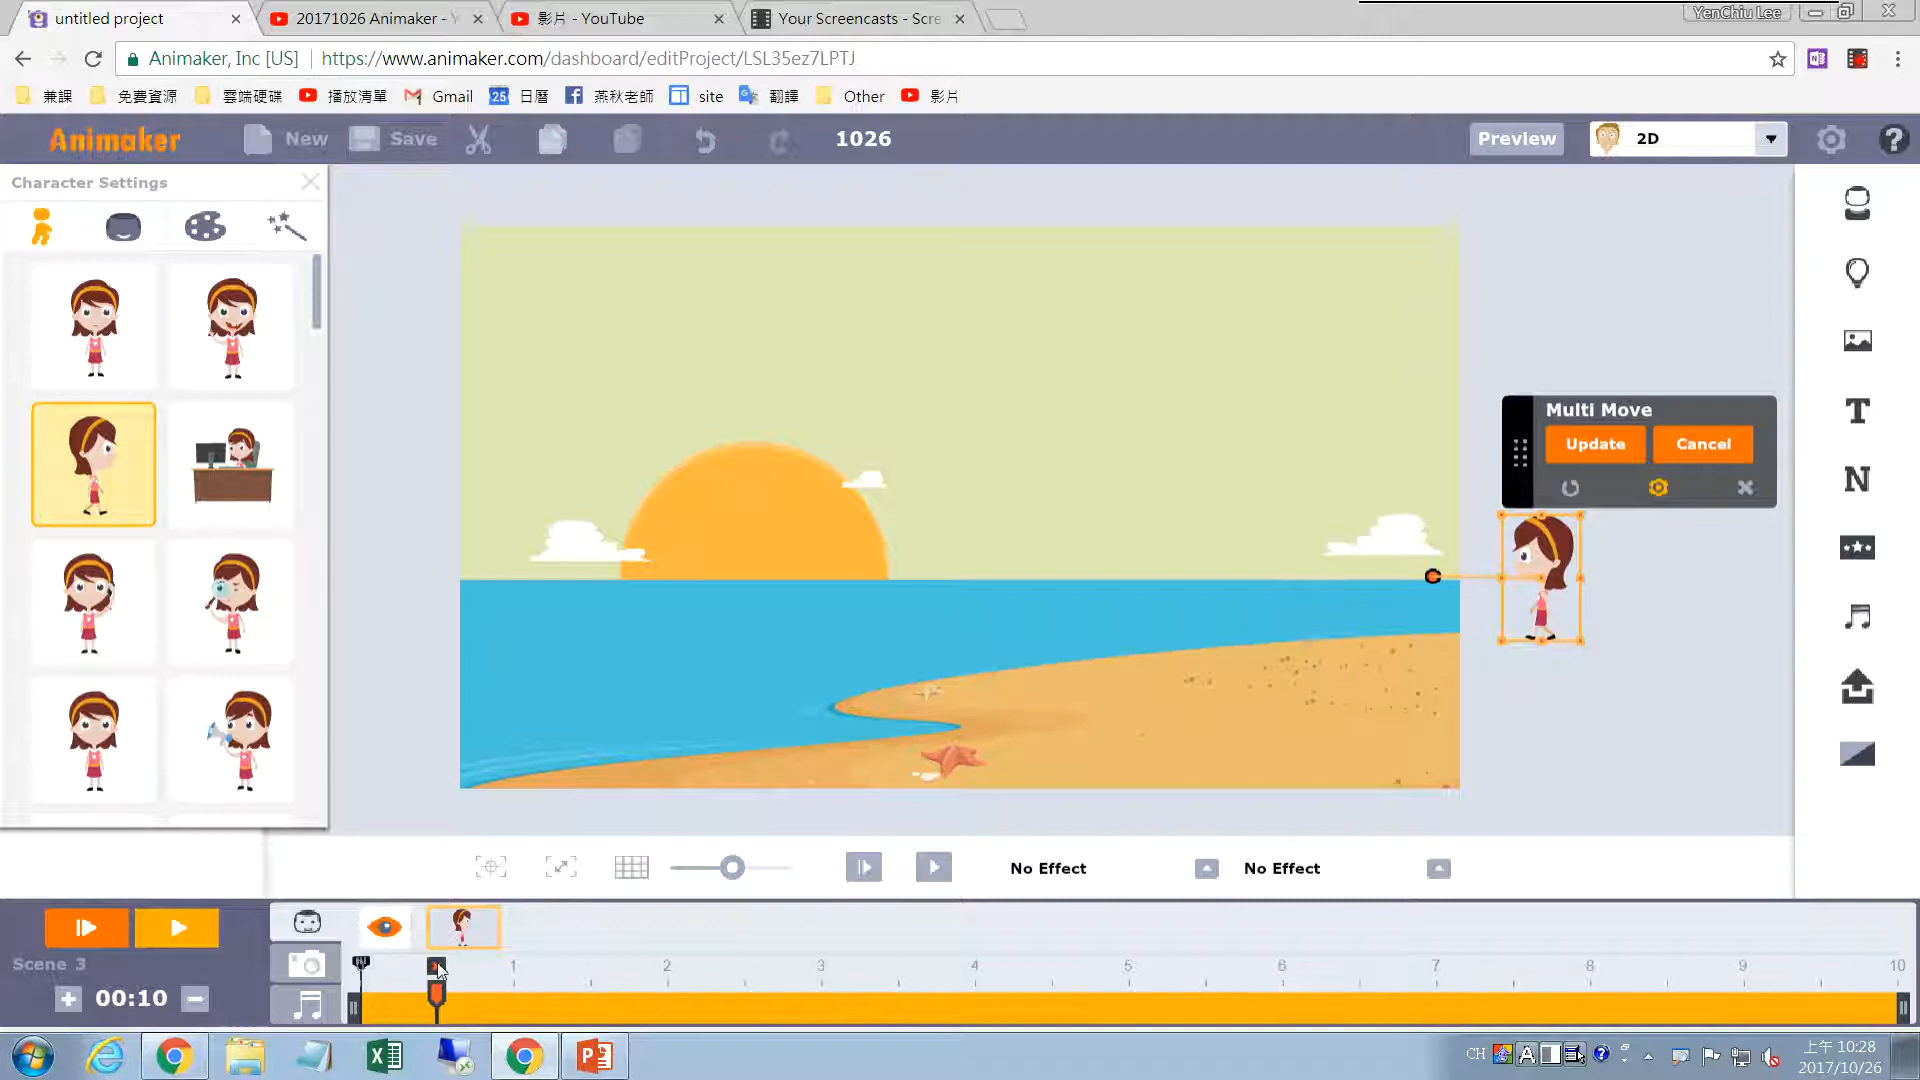 untitled project
20171026 Animaker - Y
影片 - YouTube
Your Screencasts - Scre
YenChiu Lee
Animaker, Inc [US]
https://www.animaker.com/dashboard/editProject/LSL35ez7LPTJ
兼課
免費資源
雲端硬碟
播放清單
Gmail
25
日曆
燕秋老師
site
翻譯
Other
影片
Animaker
New
Save
1026
Preview
2D
Character Settings
Multi Move
Update
Cancel
T
N
No Effect
No Effect
Scene 3
00:10
1
2
3
4
5
6
7
8
9
10
CH
A
上午 10:28
2017/10/26